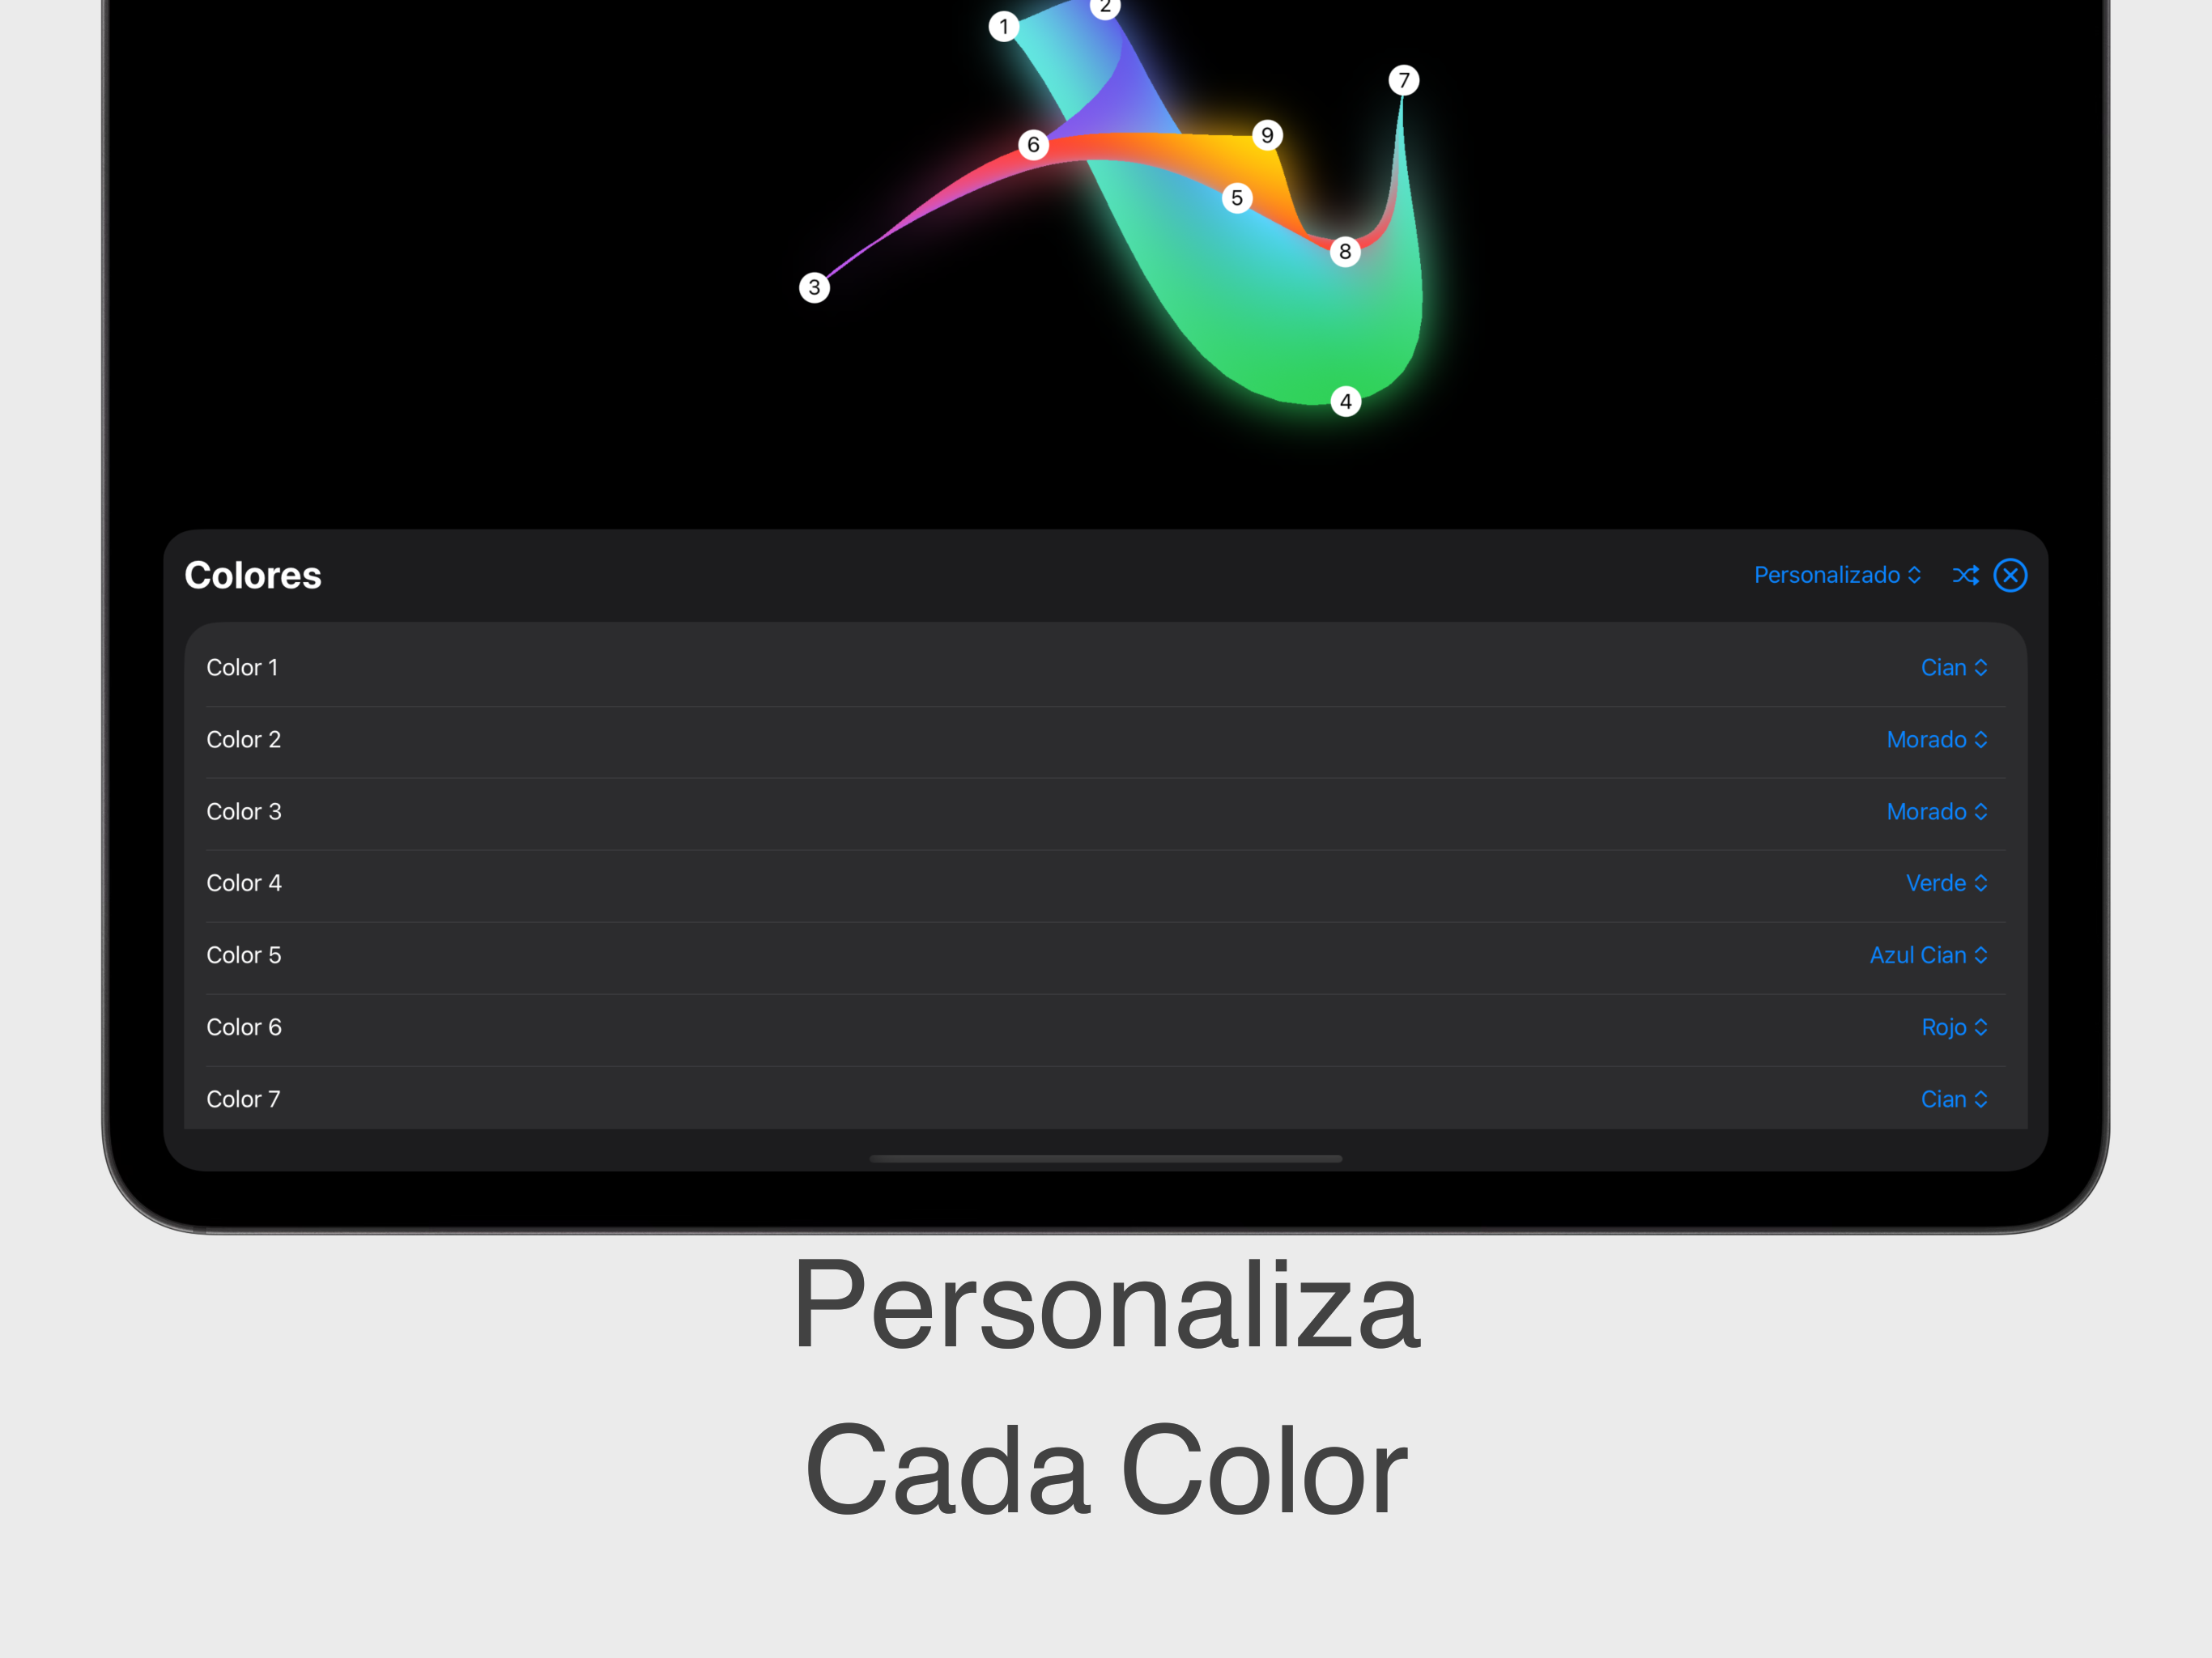 2
1
7
9
6
5
8
3
4
Colores Personalizado
Color 1 Cian
Color 2 Morado
Color 3 Morado
Color 4 Verde
Color 5 Azul Cian
Color 6 Rojo
Color 7 Cian
Personaliza
Cada Color